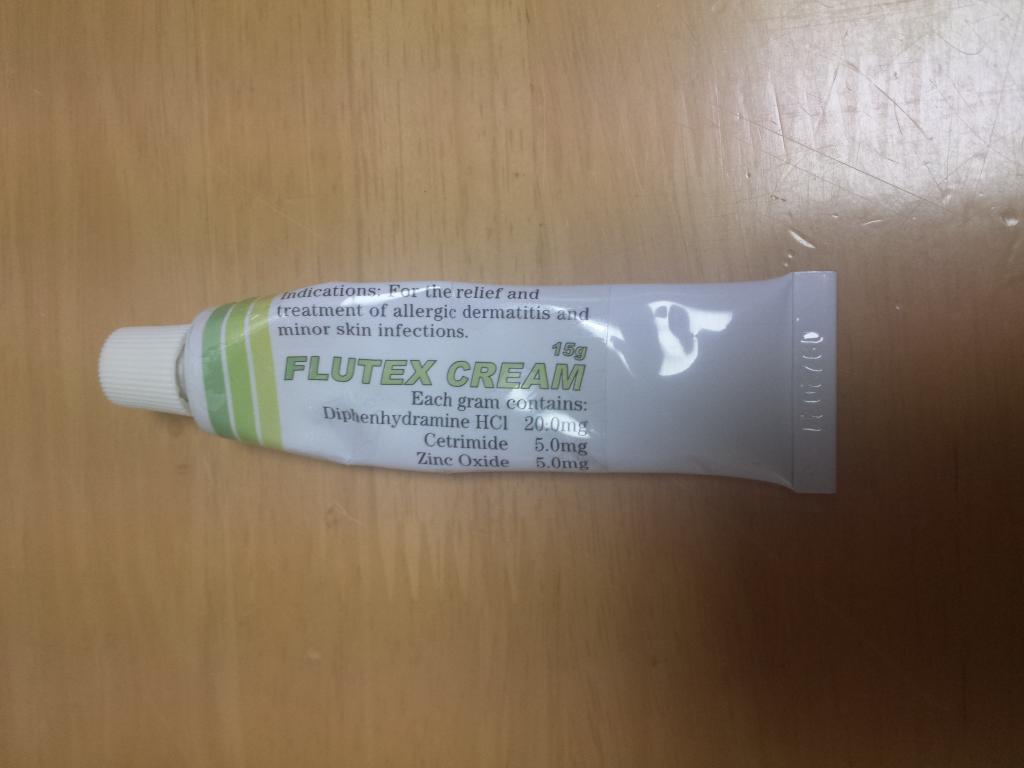 Indications: For the relief and
treatment of allergic dermatitis and
minor skin infections.
15g
FLUTEX CREAM
Each gram contains:
Diphenhydramine HCl 20.0mg
Cetrimide 5.0mg
Zinc Oxide 5.0mg